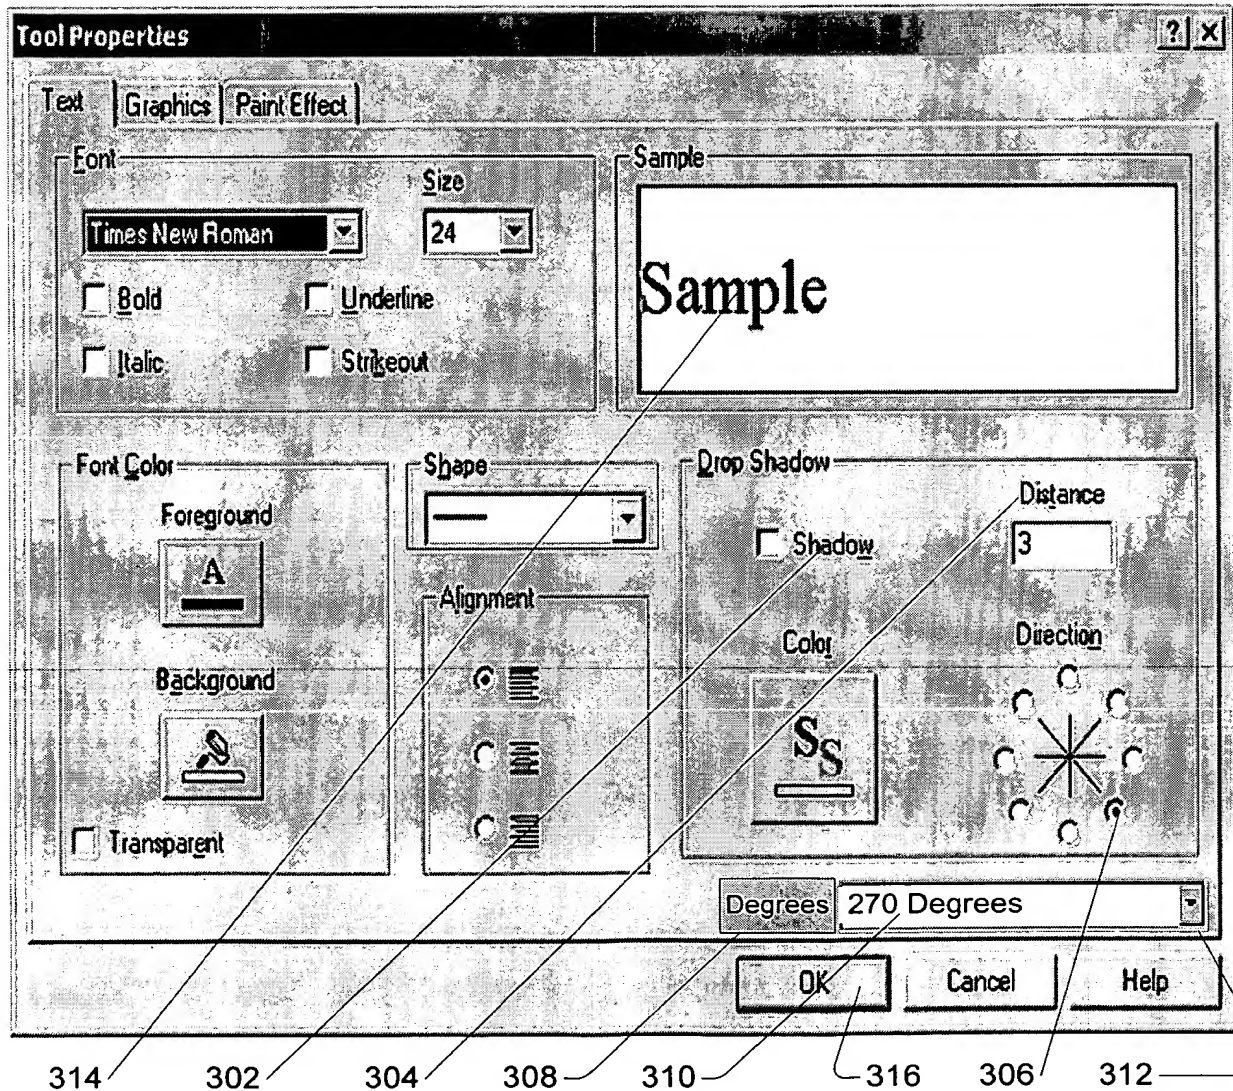 Tool Properties
? X
Text Graphics Paint Effect
Font
Size
Times New Roman
24
Bold
Underline
Italic
Strikeout
Sample
Sample
Font Color
Foreground
A
Background
Transparent
Shape
Alignment
Drop Shadow
Shadow
Distance
3
Color
SS
Direction
Degrees 270 Degrees
OK Cancel Help
314 302 304 308 310 316 306 312